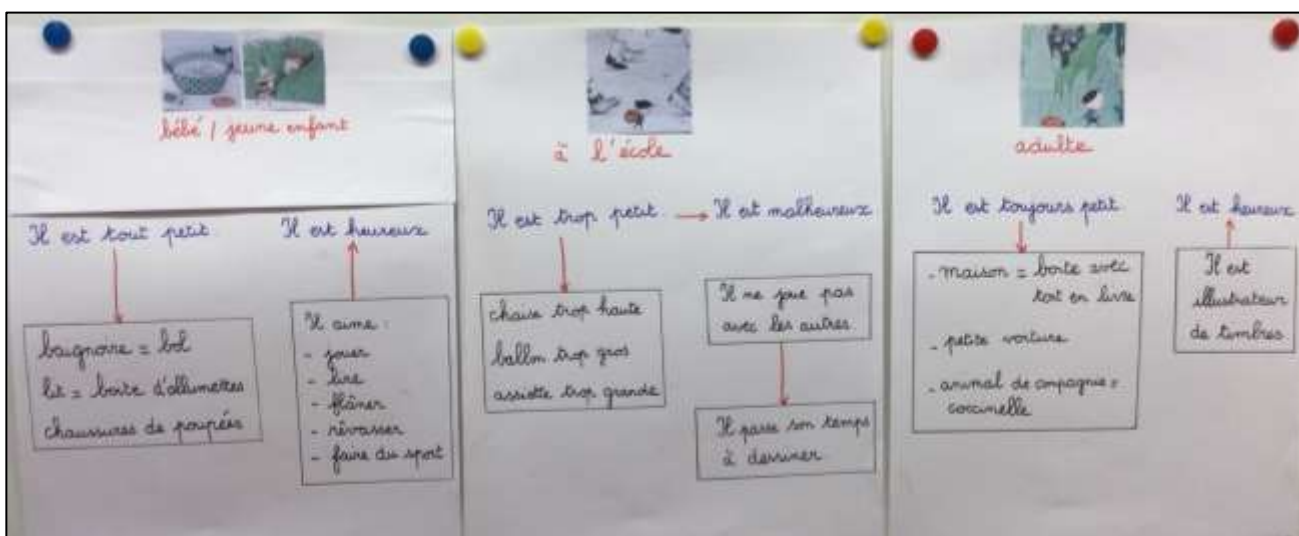 bébé / jeune enfant
Il est tout petit
baignoire = bol
lit = boîte d'allumettes
chaussures de poupées
Il est heureux
Il aime :
- jouer
- lire
- flâner
- rêvasser
- faire du sport
à l'école
Il est trop petit → Il est malheureux
chaise trop haute
ballon trop gros
assiette trop grande
Il ne joue pas
avec les autres.
Il passe son temps
à dessiner.
adulte
Il est toujours petit
- maison = boîte avec
toit en livre
- petite voiture
- animal de compagnie =
coccinelle
Il est heureux
Il est
illustrateur
de timbres.